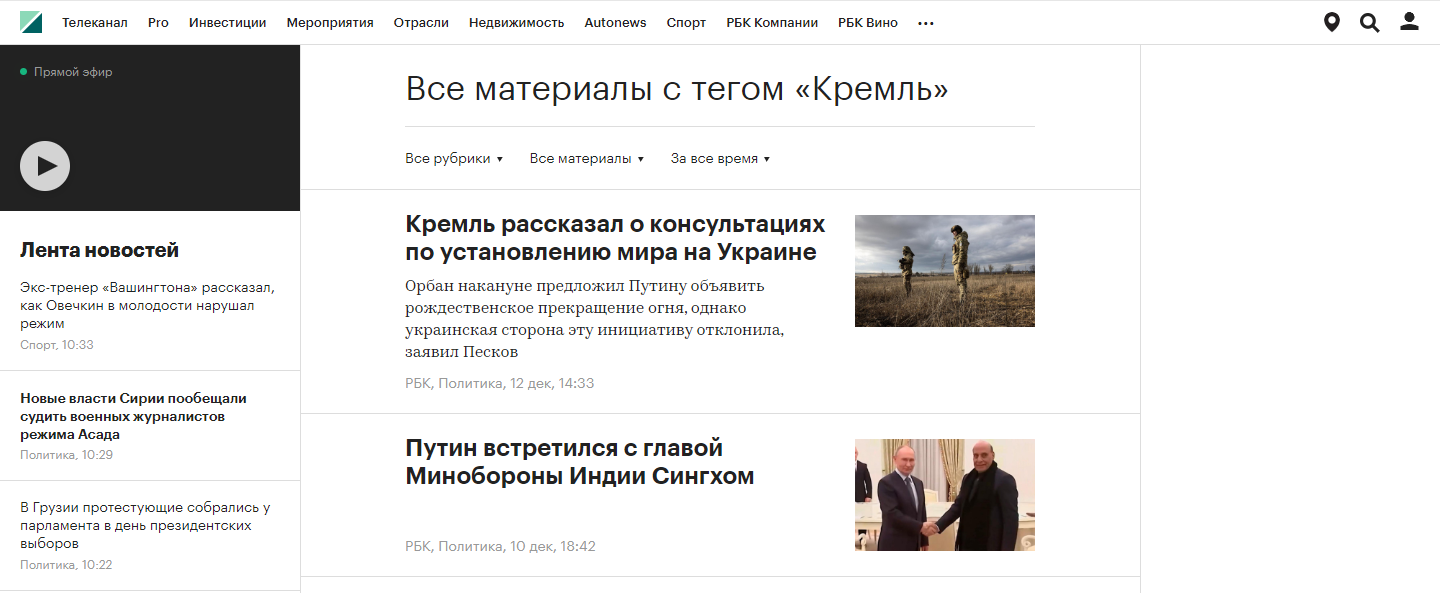 Телеканал Pro Инвестиции Мероприятия Отрасли Недвижимость Autonews Спорт РБК Компании РБК Вино ...
Прямой эфир
Лента новостей
Экс-тренер «Вашингтона» рассказал,
как Овечкин в молодости нарушал
режим
Спорт, 10:33
Новые власти Сирии пообещали
судить военных журналистов
режима Асада
Политика, 10:29
В Грузии протестующие собрались у
парламента в день президентских
выборов
Политика, 10:22
Все материалы с тегом «Кремль»
Все рубрики ▾ Все материалы ▾ За все время ▾
Кремль рассказал о консультациях
по установлению мира на Украине
Орбан накануне предложил Путину объявить
рождественское прекращение огня, однако
украинская сторона эту инициативу отклонила,
заявил Песков
РБК, Политика, 12 дек, 14:33
Путин встретился с главой
Минобороны Индии Сингхом
РБК, Политика, 10 дек, 18:42